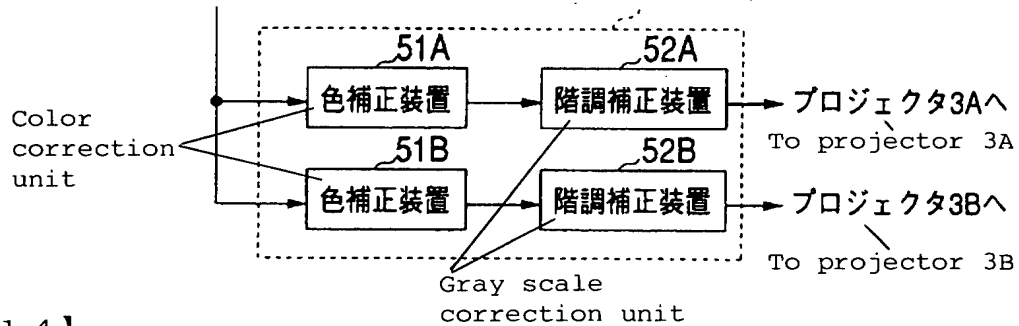 51A
52A
色補正装置
階調補正装置
プロジェクタ3Aへ
Color
correction
unit
To projector 3A
51B
52B
色補正装置
階調補正装置
プロジェクタ3Bへ
To projector 3B
Gray scale
correction unit
4】